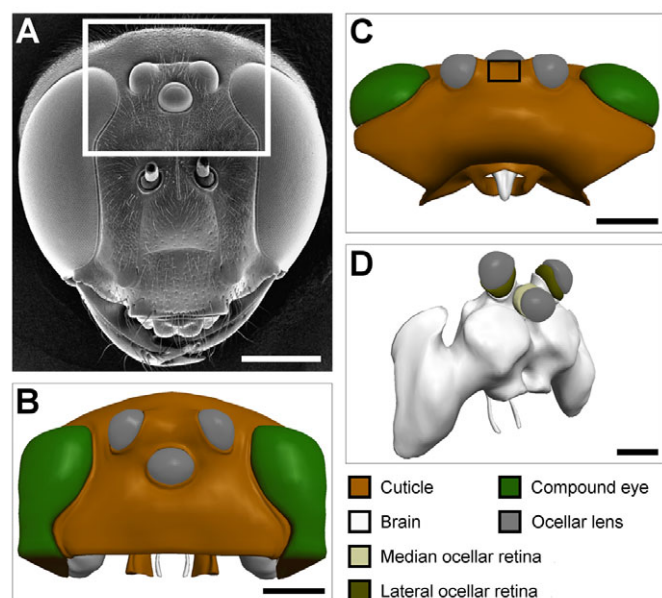 A
B
C
D
Cuticle
Compound eye
Brain
Ocellar lens
Median ocellar retina
Lateral ocellar retina